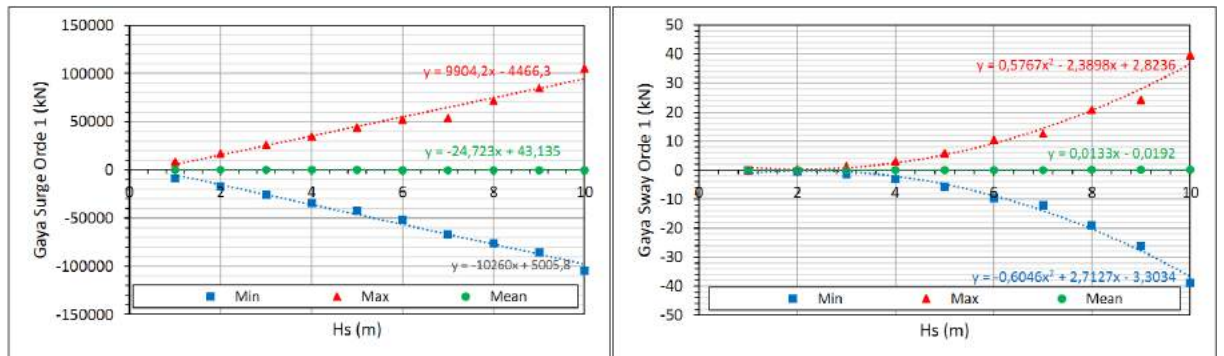 150000
100000
50000
0
-50000
-100000
-150000
Gaya Surge Orde 1 (kN)
y = 9904,2x - 4466,3
y = -24,723x + 43,135
0 2 4 6 8 10
y = -10260x + 5005,8
Min Max Mean
Hs (m)
50
40
30
20
10
0
-10
-20
-30
-40
-50
Gaya Sway Orde 1 (kN)
y = 0,5767x² - 2,3898x + 2,8236
y = 0,0133x - 0,0192
0 2 4 6 8 10
y = -0,6046x² + 2,7127x - 3,3034
Min Max Mean
Hs (m)